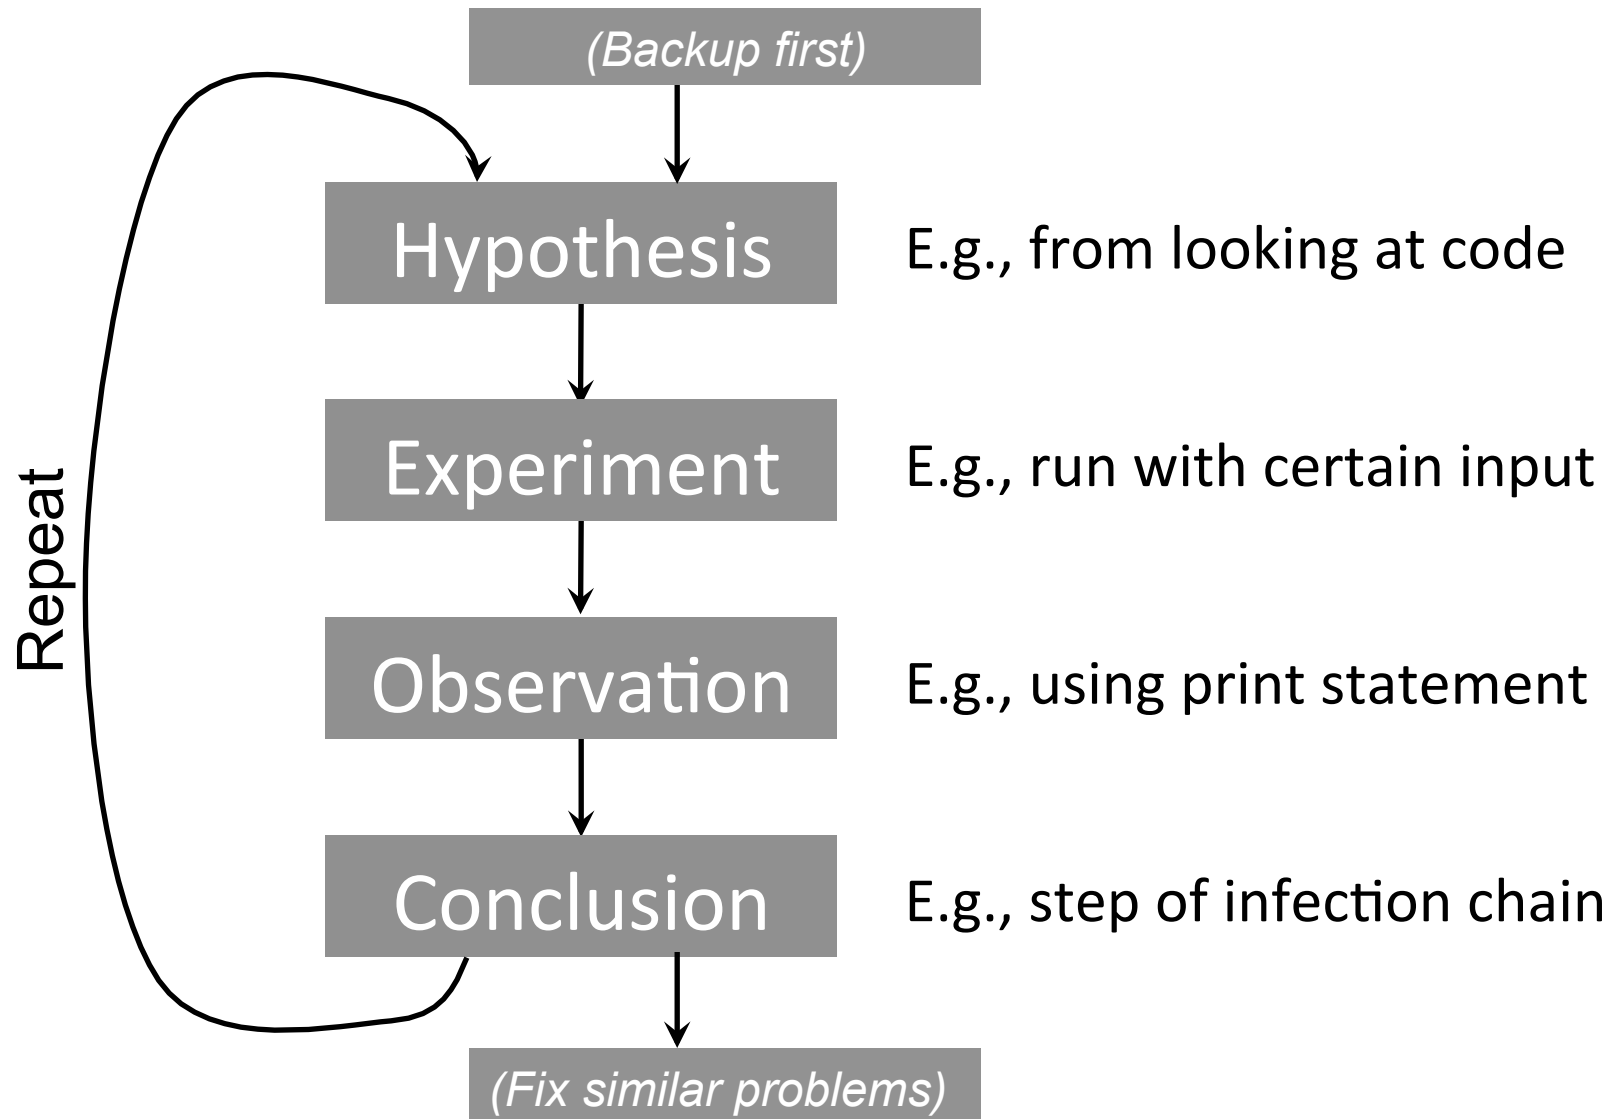 (Backup first)
Hypothesis
E.g., from looking at code
Experiment
E.g., run with certain input
Repeat
Observation
E.g., using print statement
Conclusion
E.g., step of infection chain
(Fix similar problems)